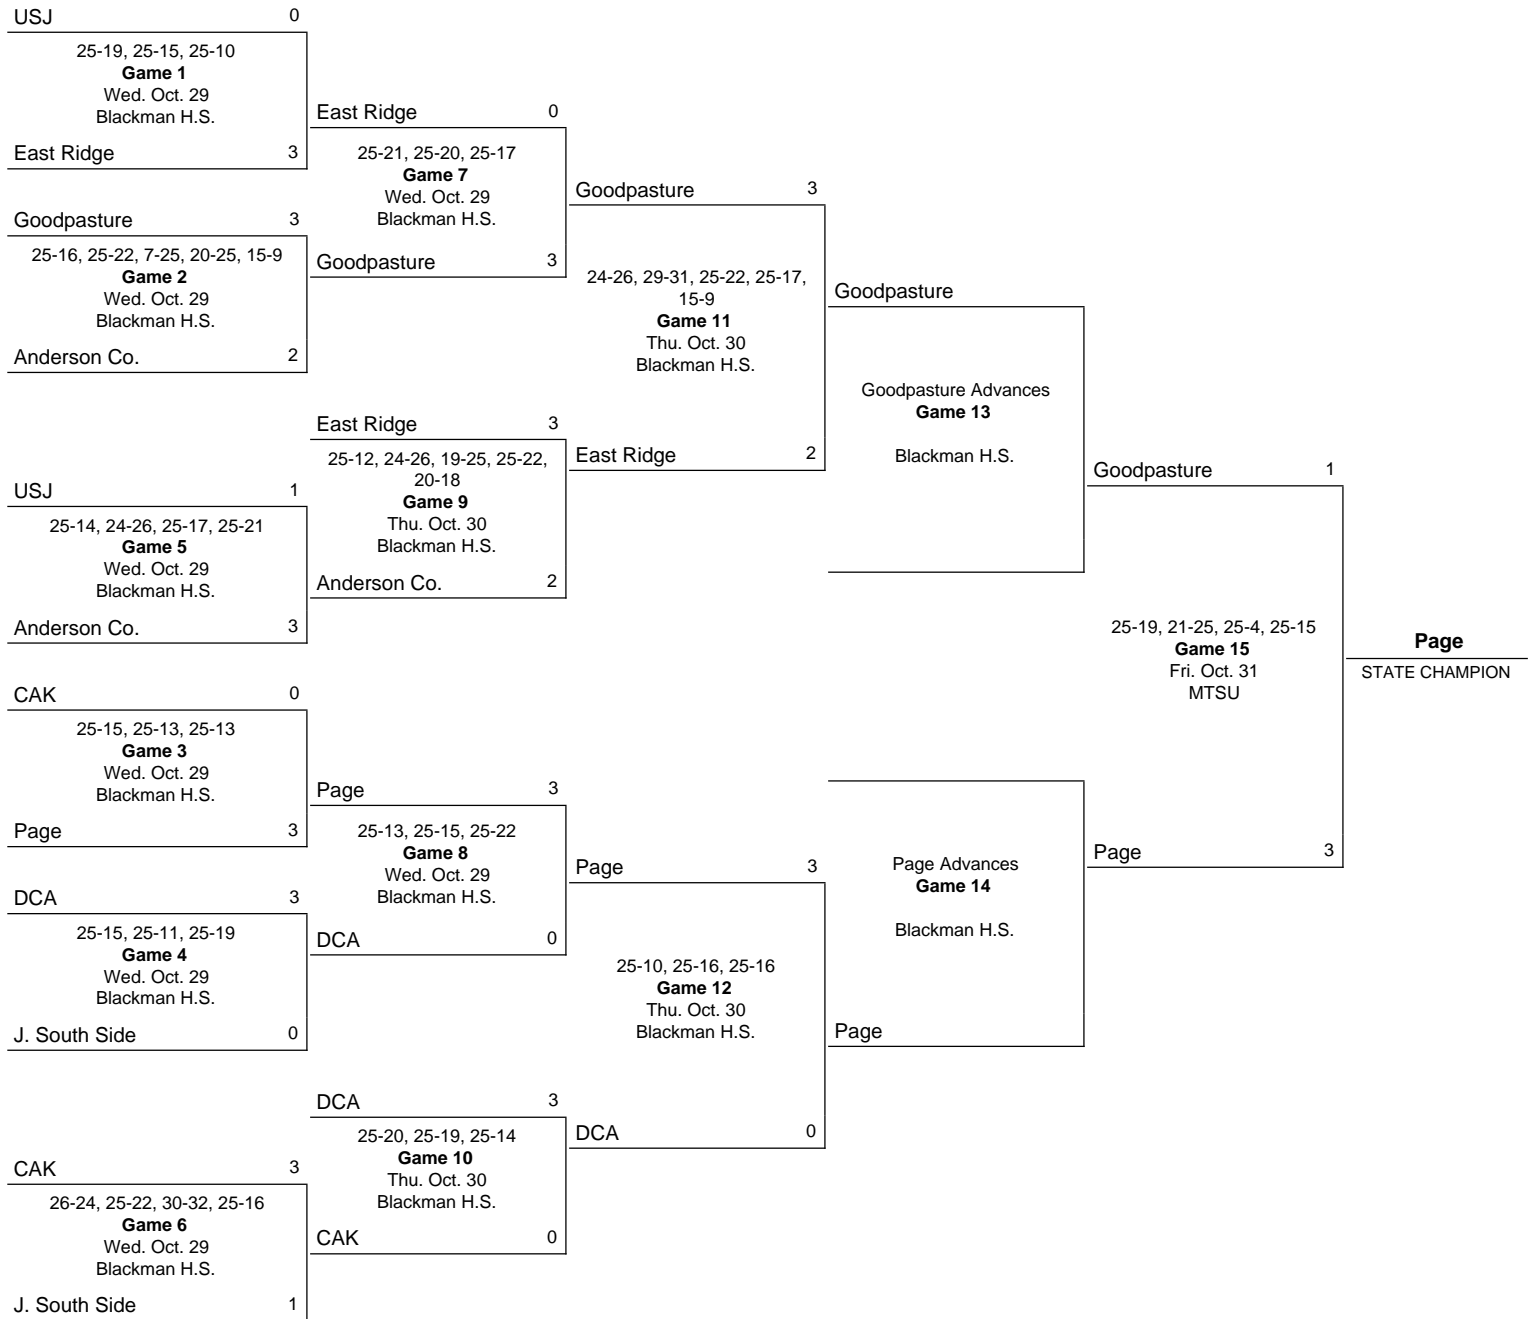 USJ 0
25-19, 25-15, 25-10
Game 1
Wed. Oct. 29
Blackman H.S.
East Ridge 3
Goodpasture 3
25-16, 25-22, 7-25, 20-25, 15-9
Game 2
Wed. Oct. 29
Blackman H.S.
Anderson Co. 2
USJ 1
25-14, 24-26, 25-17, 25-21
Game 5
Wed. Oct. 29
Blackman H.S.
Anderson Co. 3
CAK 0
25-15, 25-13, 25-13
Game 3
Wed. Oct. 29
Blackman H.S.
Page 3
DCA 3
25-15, 25-11, 25-19
Game 4
Wed. Oct. 29
Blackman H.S.
J. South Side 0
CAK 3
26-24, 25-22, 30-32, 25-16
Game 6
Wed. Oct. 29
Blackman H.S.
J. South Side 1
East Ridge 0
25-21, 25-20, 25-17
Game 7
Wed. Oct. 29
Blackman H.S.
Goodpasture 3
East Ridge 3
25-12, 24-26, 19-25, 25-22,
20-18
Game 9
Thu. Oct. 30
Blackman H.S.
Anderson Co. 2
Page 3
25-13, 25-15, 25-22
Game 8
Wed. Oct. 29
Blackman H.S.
DCA 0
DCA 3
25-20, 25-19, 25-14
Game 10
Thu. Oct. 30
Blackman H.S.
CAK 0
Goodpasture 3
24-26, 29-31, 25-22, 25-17,
15-9
Game 11
Thu. Oct. 30
Blackman H.S.
East Ridge 2
Page 3
25-10, 25-16, 25-16
Game 12
Thu. Oct. 30
Blackman H.S.
DCA 0
Goodpasture
Goodpasture Advances
Game 13
Blackman H.S.
Page Advances
Game 14
Blackman H.S.
Page
Goodpasture 1
25-19, 21-25, 25-4, 25-15
Game 15
Fri. Oct. 31
MTSU
Page 3
Page
STATE CHAMPION